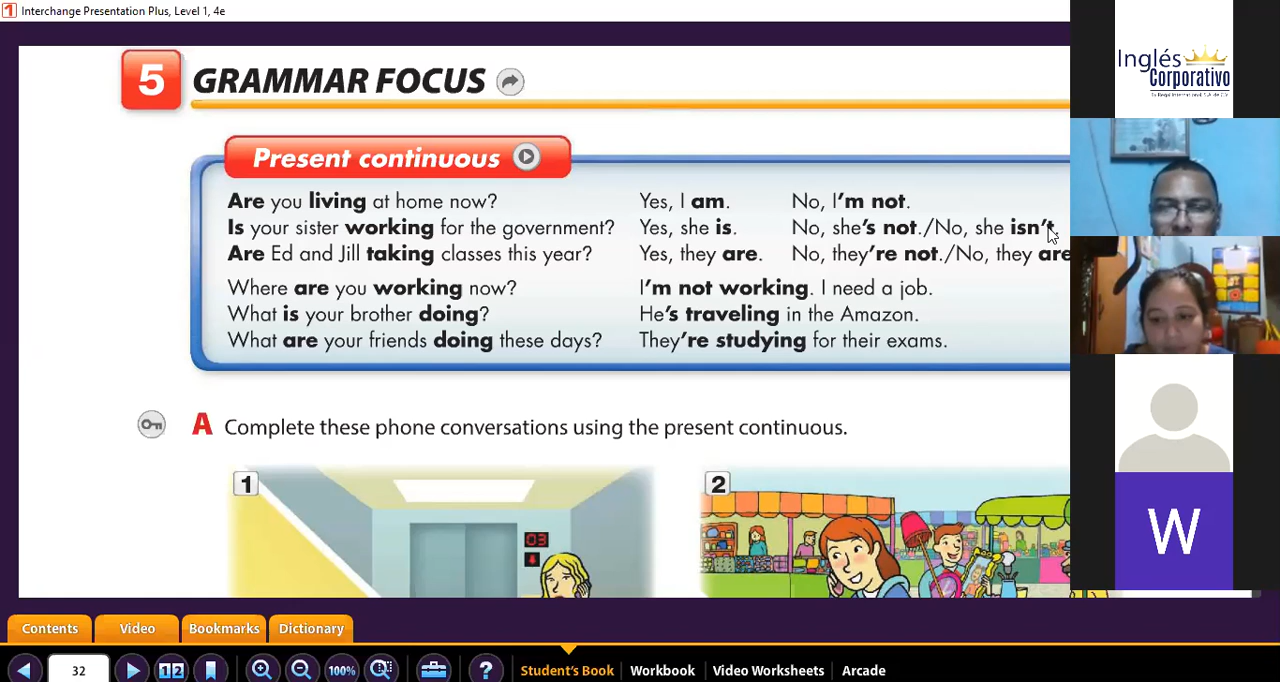 Interchange Presentation Plus, Level 1, 4e
Inglés
Corporativo
5 GRAMMAR FOCUS
Present continuous
Are you living at home now? Yes, I am. No, I'm not.
Is your sister working for the government? Yes, she is. No, she's not./No, she isn't.
Are Ed and Jill taking classes this year? Yes, they are. No, they're not./No, they are
Where are you working now? I'm not working. I need a job.
What is your brother doing? He's traveling in the Amazon.
What are your friends doing these days? They're studying for their exams.
A Complete these phone conversations using the present continuous.
1 2
03
W
Contents Video Bookmarks Dictionary
32 1 2 100% ? Student's Book Workbook Video Worksheets Arcade